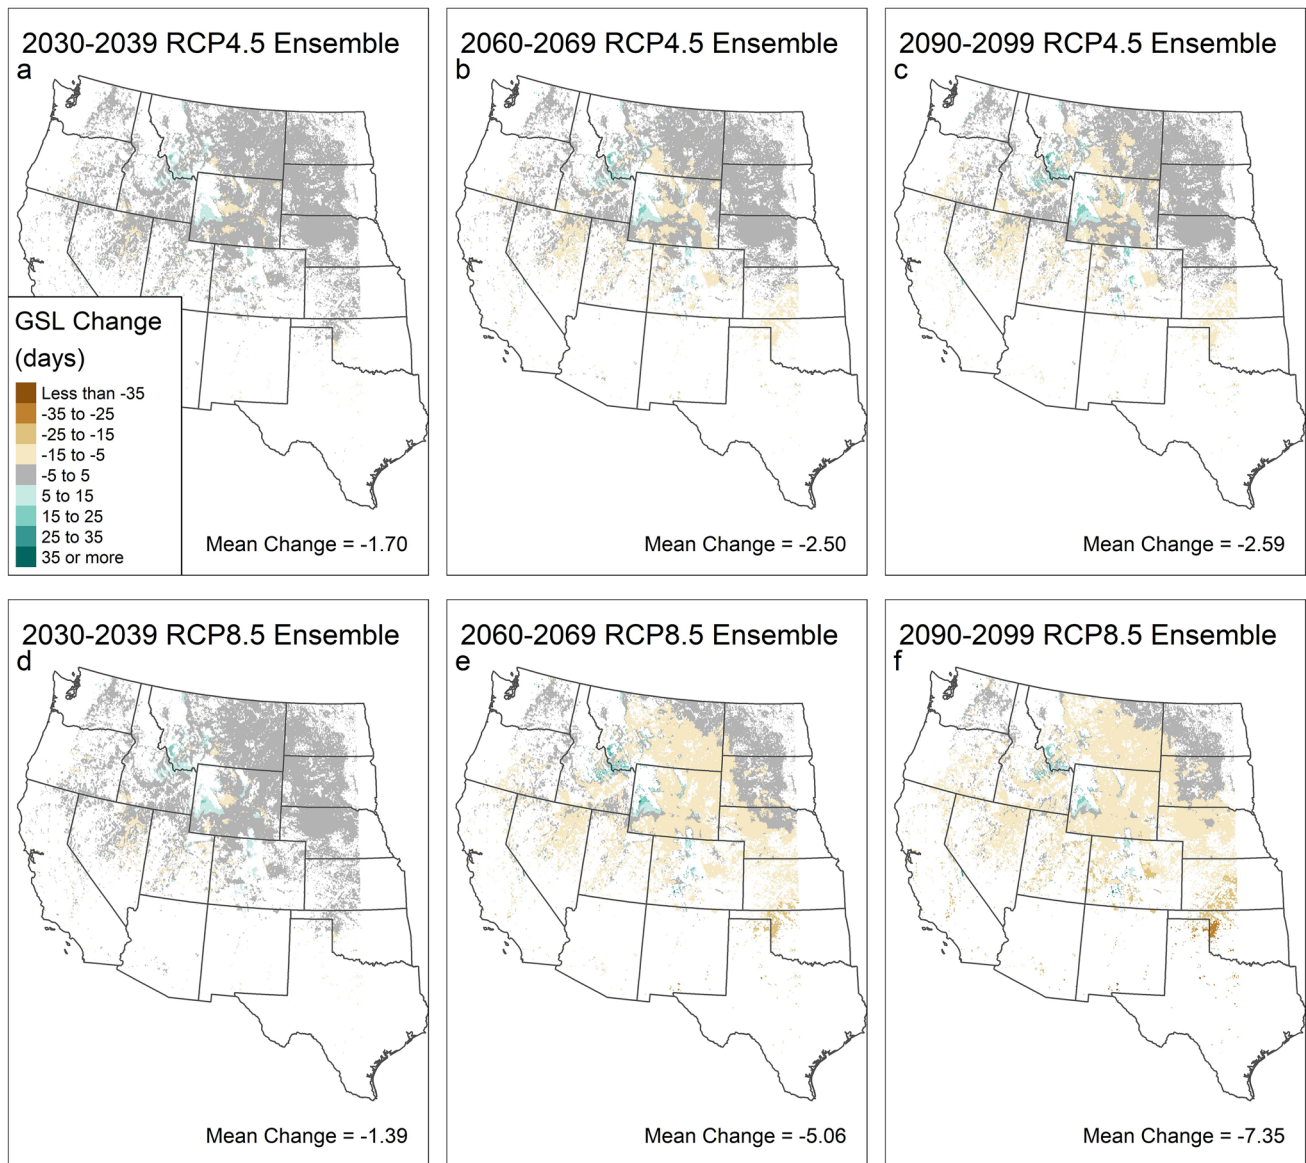 2030-2039 RCP4.5 Ensemble
a
GSL Change
(days)
Less than -35
-35 to -25
-25 to -15
-15 to -5
-5 to 5
5 to 15
15 to 25
25 to 35
35 or more
Mean Change = -1.70
2060-2069 RCP4.5 Ensemble
b
Mean Change = -2.50
2090-2099 RCP4.5 Ensemble
c
Mean Change = -2.59
2030-2039 RCP8.5 Ensemble
d
Mean Change = -1.39
2060-2069 RCP8.5 Ensemble
e
Mean Change = -5.06
2090-2099 RCP8.5 Ensemble
f
Mean Change = -7.35